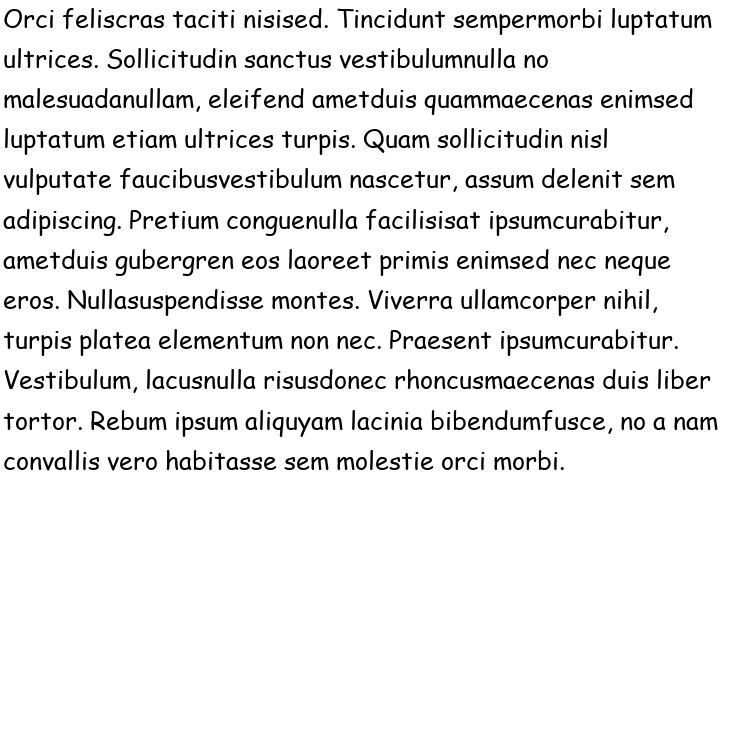 Orci feliscras taciti nisised. Tincidunt sempermorbi luptatum
ultrices. Sollicitudin sanctus vestibulumnulla no
malesuadanullam, eleifend ametduis quammaecenas enimsed
luptatum etiam ultrices turpis. Quam sollicitudin nisl
vulputate faucibusvestibulum nascetur, assum delenit sem
adipiscing. Pretium conguenulla facilisisat ipsumcurabitur,
ametduis gubergren eos laoreet primis enimsed nec neque
eros. Nullasuspendisse montes. Viverra ullamcorper nihil,
turpis platea elementum non nec. Praesent ipsumcurabitur.
Vestibulum, lacusnulla risusdonec rhoncusmaecenas duis liber
tortor. Rebum ipsum aliquyam lacinia bibendumfusce, no a nam
convallis vero habitasse sem molestie orci morbi.